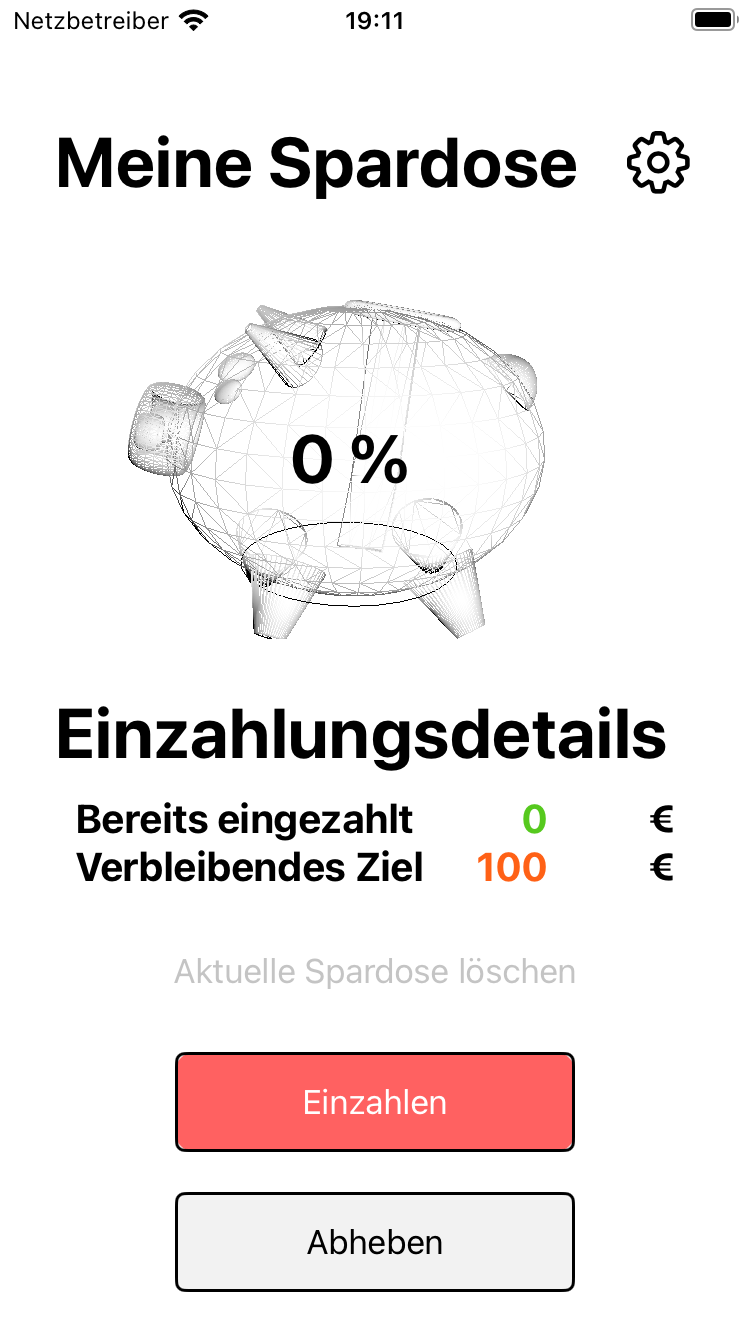 Netzbetreiber 19:11
Meine Spardose
0 %
Einzahlungsdetails
Bereits eingezahlt 0 €
Verbleibendes Ziel 100 €
Aktuelle Spardose löschen
Einzahlen
Abheben